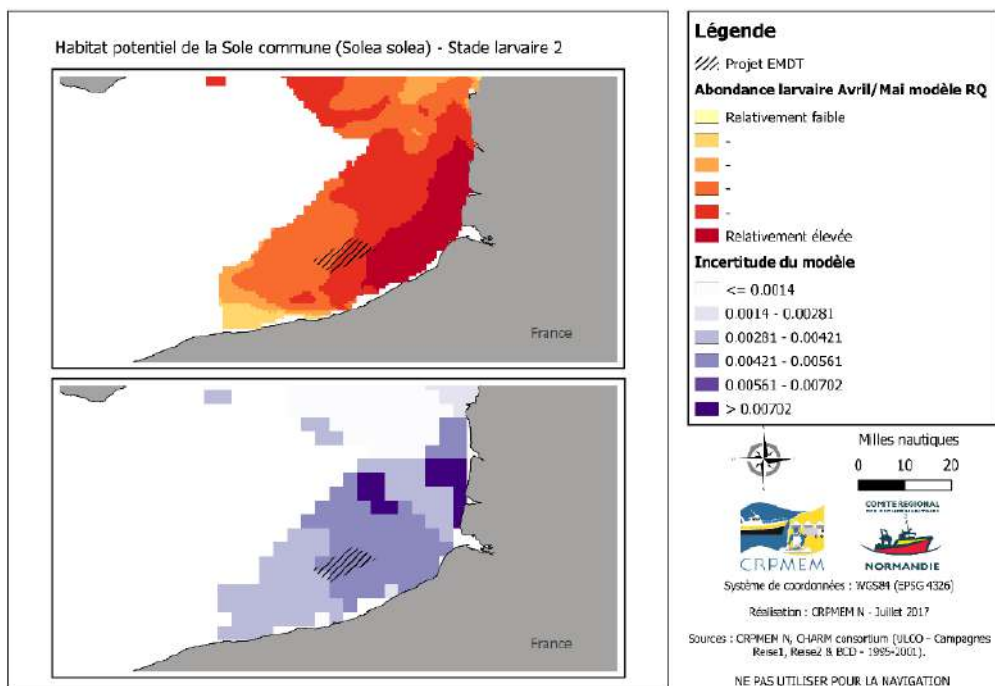 Habitat potentiel de la Sole commune (Solea solea) - Stade larvaire 2
France
France
Légende
Projet EMDT
Abondance larvaire Avril/Mai modèle RQ
Relativement faible
-
-
-
-
Relativement élevée
Incertitude du modèle
<= 0.0014
0.0014 - 0.00281
0.00281 - 0.00421
0.00421 - 0.00561
0.00561 - 0.00702
> 0.00702
Milles nautiques
0 10 20
CRPMEM
COMITE REGIONAL
NORMANDIE
Système de coordonnées : WGS84 (EPSG 4326)
Réalisation : CRPMEM N - Juillet 2017
Sources : CRPMEM N, CHARM consortium (ULCO - Campagnes
Reise1, Reise2 & BCD - 1995-2001).
NE PAS UTILISER POUR LA NAVIGATION